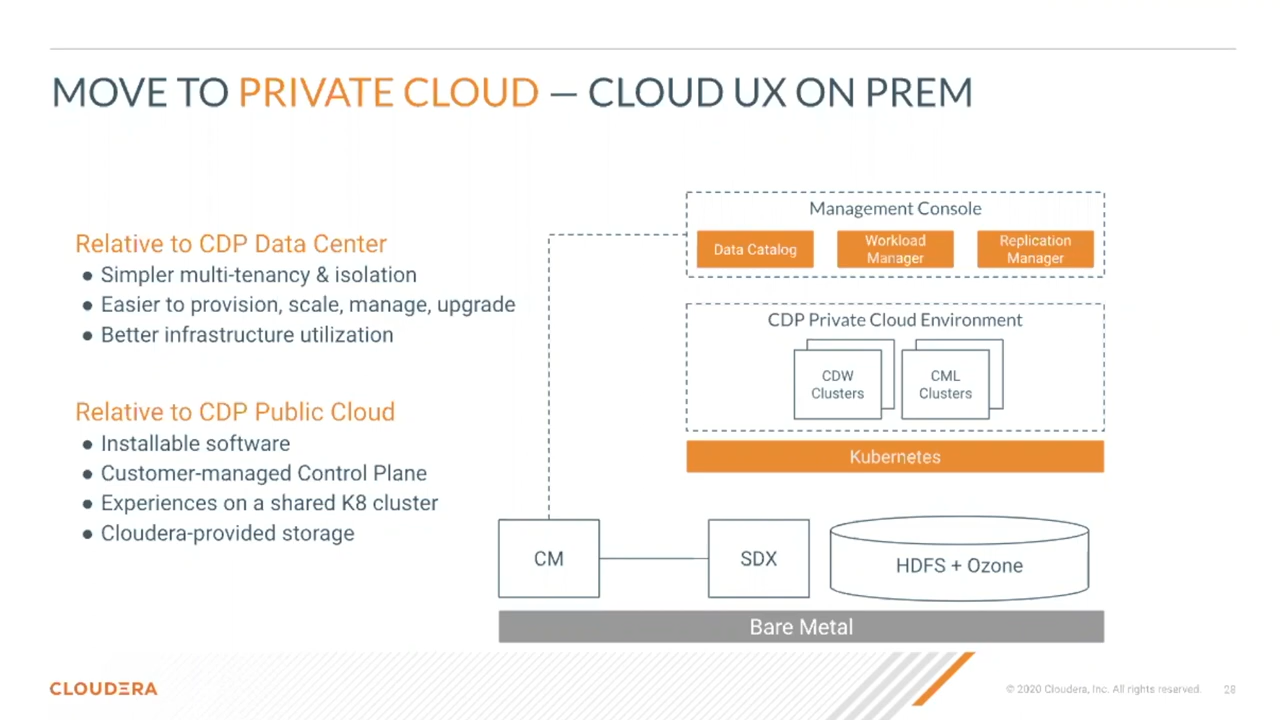 MOVE TO PRIVATE CLOUD – CLOUD UX ON PREM
Relative to CDP Data Center
● Simpler multi-tenancy & isolation
● Easier to provision, scale, manage, upgrade
● Better infrastructure utilization
Relative to CDP Public Cloud
● Installable software
● Customer-managed Control Plane
● Experiences on a shared K8 cluster
● Cloudera-provided storage
Management Console
Data Catalog
Workload
Manager
Replication
Manager
CDP Private Cloud Environment
CDW
Clusters
CML
Clusters
Kubernetes
CM
SDX
HDFS + Ozone
Bare Metal
CLOUDERA
© 2020 Cloudera, Inc. All rights reserved.
28